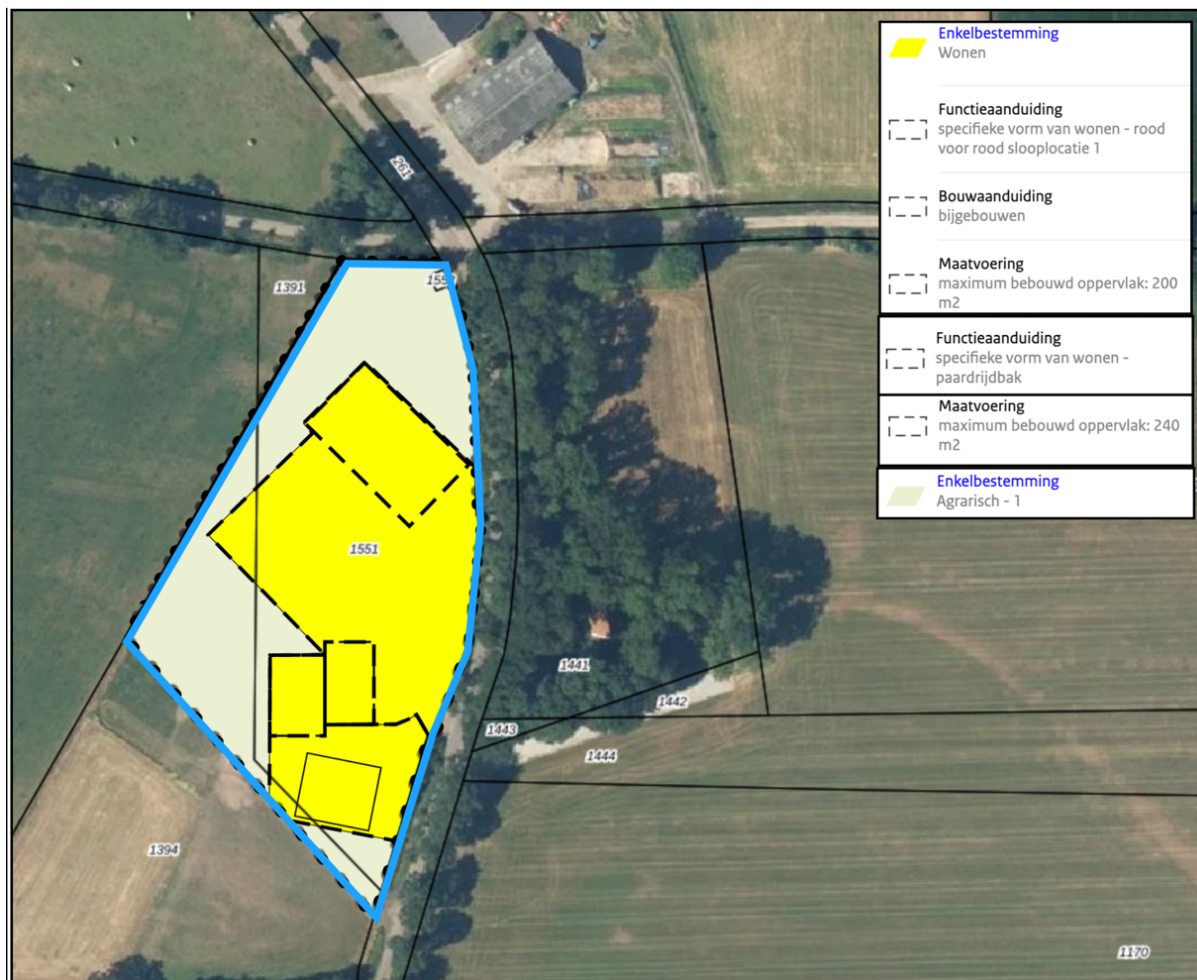 Enkelbestemming
Wonen
Functieaanduiding
specifieke vorm van wonen - rood
voor rood slooplocatie 1
Bouwaanduiding
bijgebouwen
Maatvoering
maximum bebouwd oppervlak: 200
m2
Functieaanduiding
specifieke vorm van wonen -
paardrijdbak
Maatvoering
maximum bebouwd oppervlak: 240
m2
Enkelbestemming
Agrarisch - 1
261
1391
1551
1441
1442
1443
1444
1394
1170